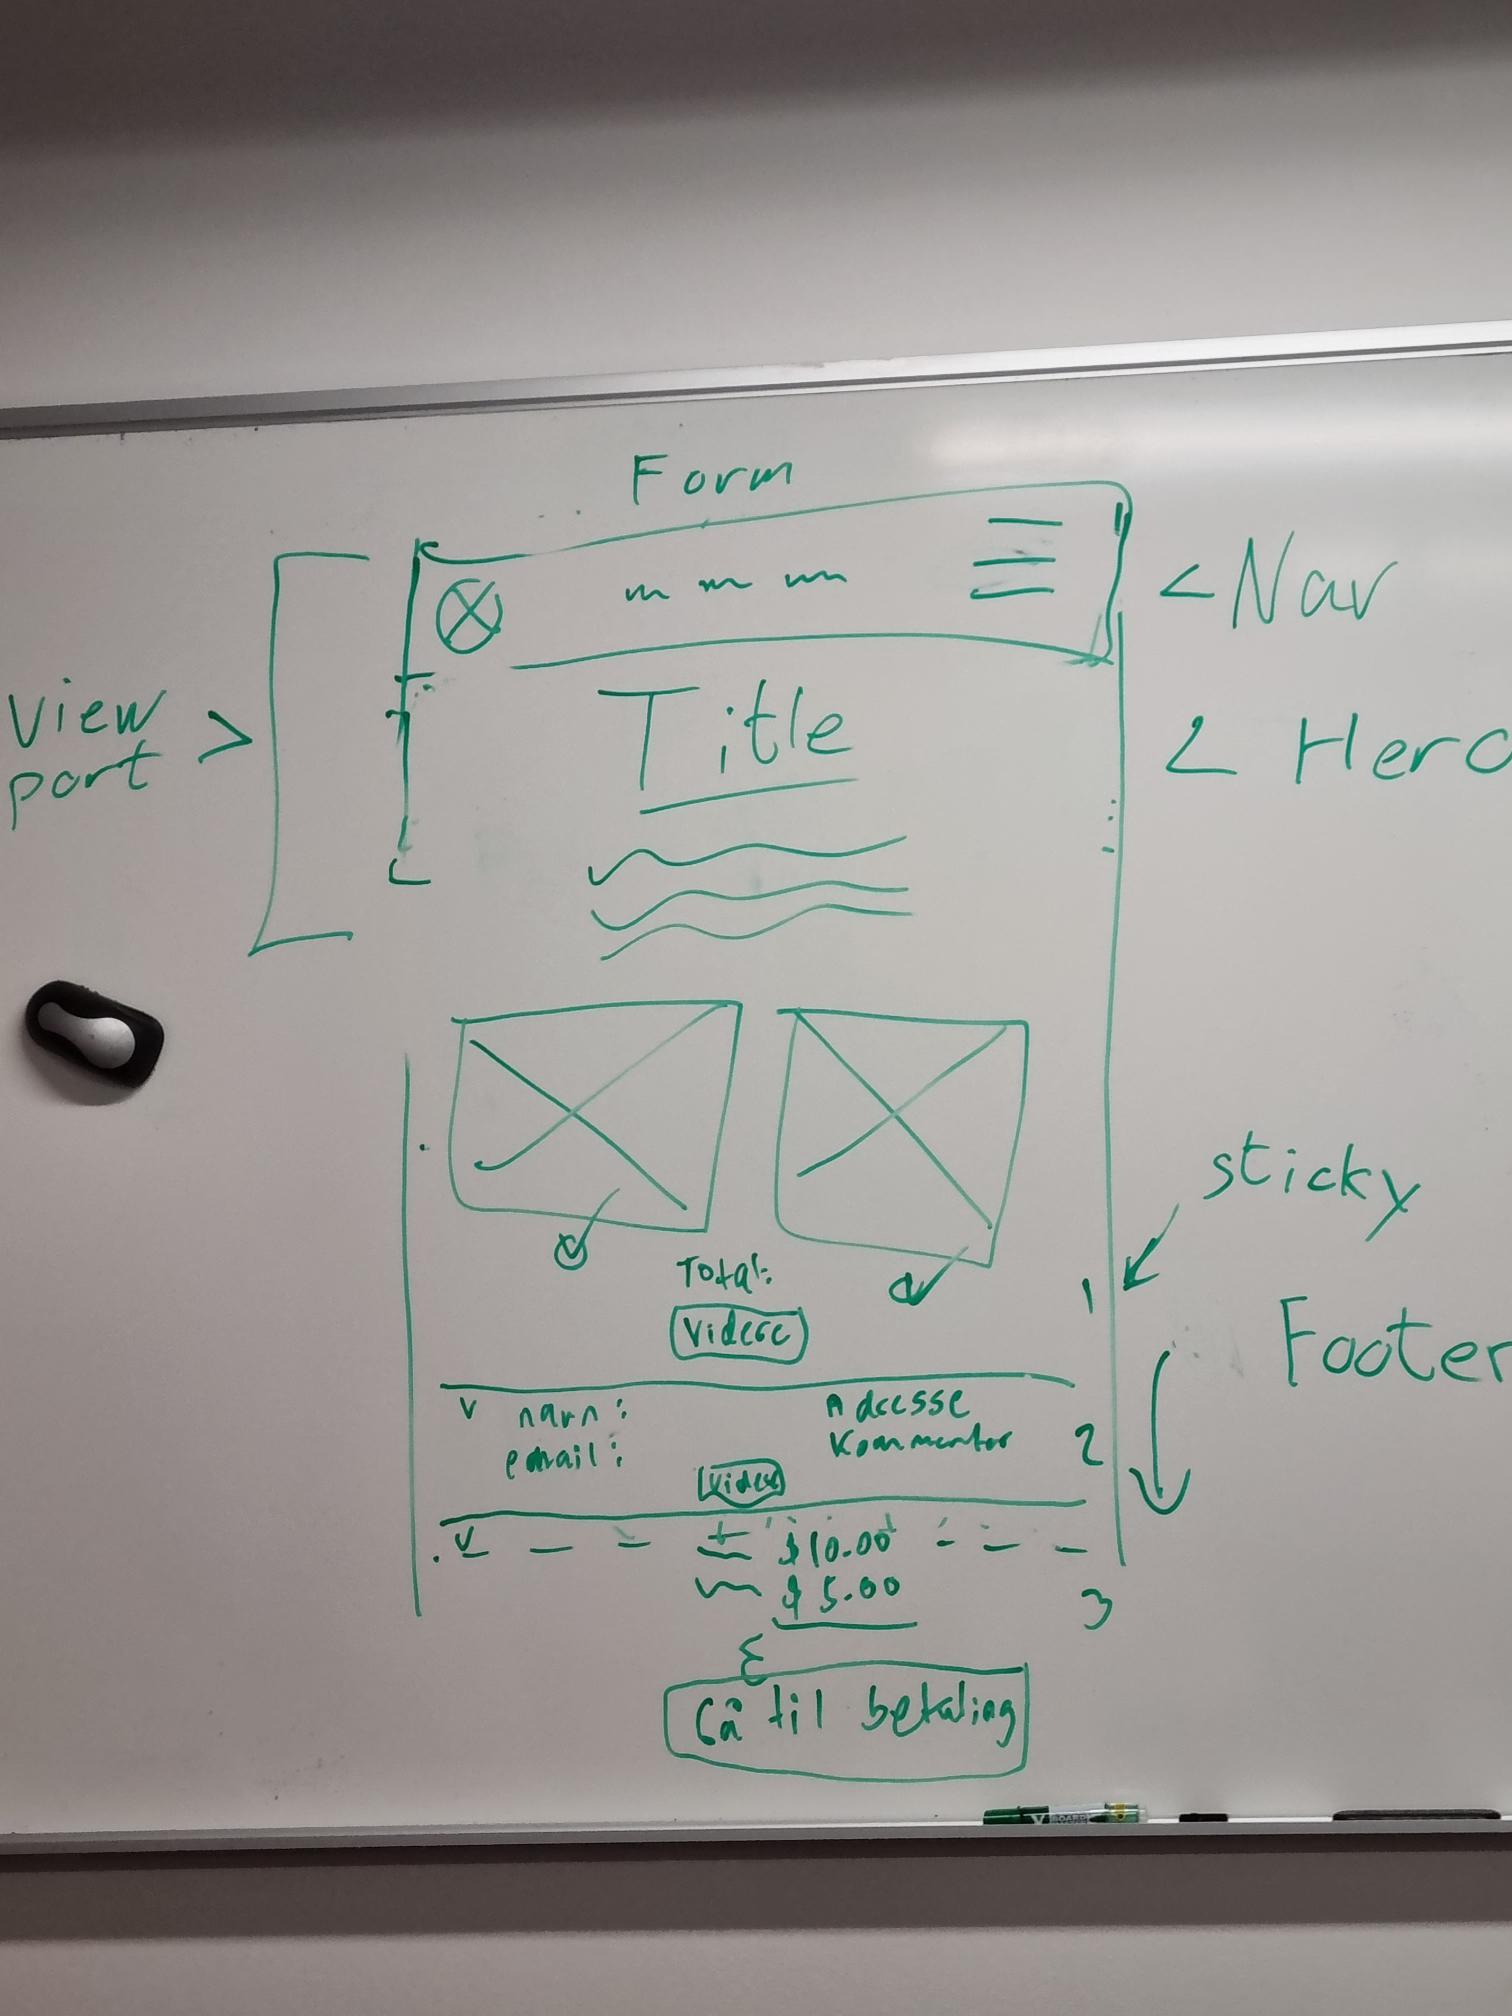 Form
< Nav
View
port >
Title
< Hero
sticky
Total:
Videre
1
Footer
v navn:
Adresse
email:
Kommentar
2
Videre
v
$10.00
$5.00
3
Gå til betaling